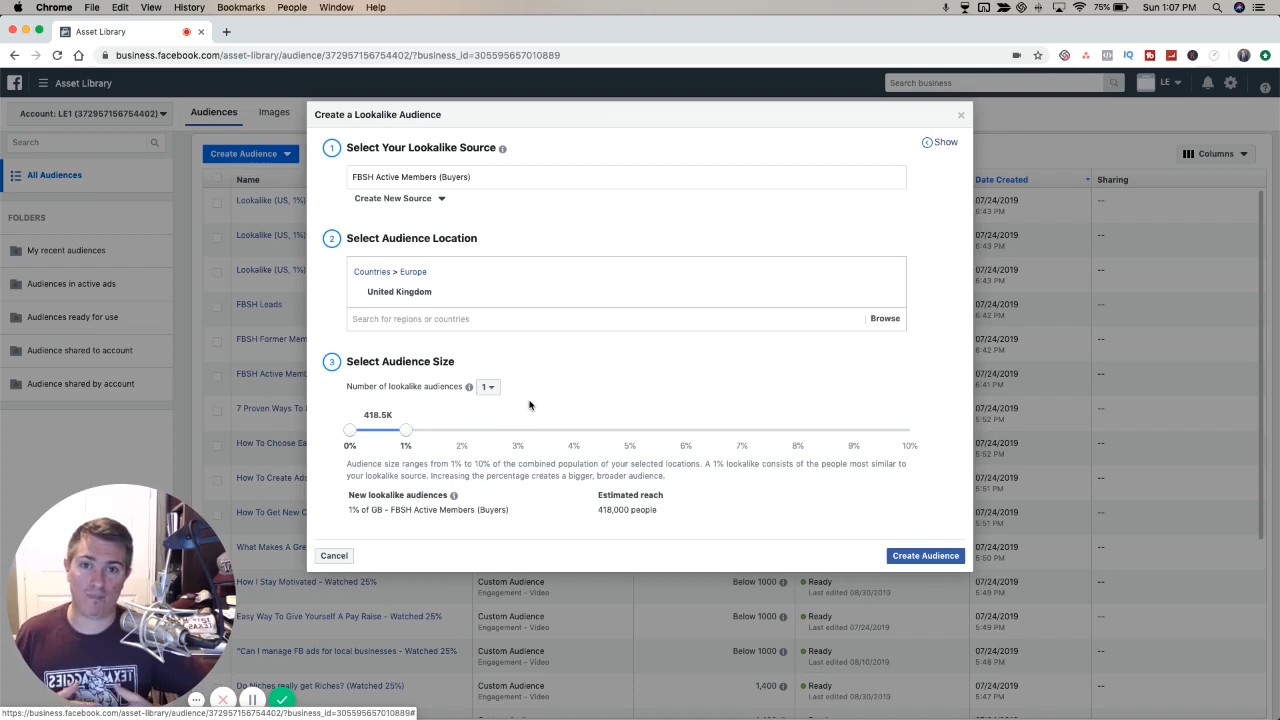 Chrome File Edit View History Bookmarks People Window Help
75% Sun 1:07 PM
Asset Library
business.facebook.com/asset-library/audience/372957156754402/?business_id=305595657010889
Asset Library
Search business
LE
Account: LE1 (372957156754402)
Audiences
Images
Search
All Audiences
FOLDERS
My recent audiences
Audiences in active ads
Audiences ready for use
Audience shared to account
Audience shared by account
Create Audience
Columns
Name
Date Created
Sharing
Lookalike (US, 1%)
07/24/2019
6:43 PM
--
Lookalike (US, 1%)
07/24/2019
6:43 PM
--
Lookalike (US, 1%)
07/24/2019
6:43 PM
--
FBSH Leads
07/24/2019
6:42 PM
--
FBSH Former Mem
07/24/2019
6:42 PM
--
FBSH Active Memb
07/24/2019
6:41 PM
--
7 Proven Ways To
07/24/2019
5:52 PM
--
How To Choose Ea
07/24/2019
5:52 PM
--
How To Create Ads
07/24/2019
5:51 PM
--
How To Get New C
07/24/2019
5:51 PM
--
What Makes A Gre
07/24/2019
5:50 PM
--
How I Stay Motivated - Watched 25%
Custom Audience
Engagement - Video
Below 1000
Ready
Last edited 08/30/2019
07/24/2019
5:49 PM
--
Easy Way To Give Yourself A Pay Raise - Watched 25%
Custom Audience
Engagement - Video
Below 1000
Ready
Last edited 07/24/2019
07/24/2019
5:49 PM
--
"Can I manage FB ads for local businesses - Watched 25%
Custom Audience
Engagement - Video
Below 1000
Ready
Last edited 08/10/2019
07/24/2019
5:48 PM
--
Do Niches really get Riches? (Watched 25%)
Custom Audience
Engagement - Video
1,400
Ready
Last edited 08/30/2019
07/24/2019
5:47 PM
--
Create a Lookalike Audience
Show
1 Select Your Lookalike Source
FBSH Active Members (Buyers)
Create New Source
2 Select Audience Location
Countries > Europe
United Kingdom
Search for regions or countries
Browse
3 Select Audience Size
Number of lookalike audiences 1
418.5K
0% 1% 2% 3% 4% 5% 6% 7% 8% 9% 10%
Audience size ranges from 1% to 10% of the combined population of your selected locations. A 1% lookalike consists of the people most similar to
your lookalike source. Increasing the percentage creates a bigger, broader audience.
New lookalike audiences Estimated reach
1% of GB - FBSH Active Members (Buyers) 418,000 people
Cancel
Create Audience
https://business.facebook.com/asset-library/audience/372957156754402/?business_id=305595657010889#